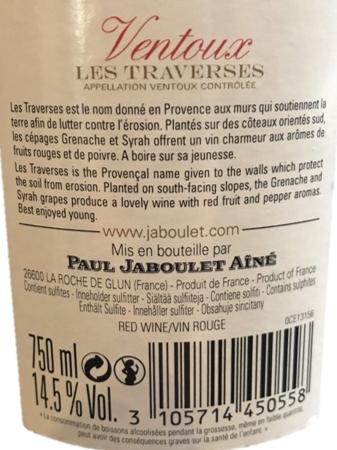 Ventoux
LES TRAVERSES
APPELLATION VENTOUX CONTRÔLÉE
Les Traverses est le nom donné en Provence aux murs qui soutiennent la
terre afin de lutter contre l'érosion. Plantés sur des côteaux orientés sud,
les cépages Grenache et Syrah offrent un vin charmeur aux arômes de
fruits rouges et de poivre. A boire sur sa jeunesse.
Les Traverses is the Provençal name given to the walls which protect
the soil from erosion. Planted on south-facing slopes, the Grenache and
Syrah grapes produce a lovely wine with red fruit and pepper aromas.
Best enjoyed young.
www.jaboulet.com
Mis en bouteille par
PAUL JABOULET AÎNÉ
26600 LA ROCHE DE GLUN (France) - Produit de France - Product of France
Contient sulfites - Inneholder sulfitter - Siältää sulfiteja - Contiene solfiti - Contains sulphites
Enthält Sulfite - Innehåller sulfiter - Obsahuje siricitany
RED WINE/VIN ROUGE
0CE13156
750 ml
14.5 % Vol.
3 105714 450558
« La consommation de boissons alcoolisées pendant la grossesse, même en faible quantité,
peut avoir des conséquences graves sur la santé de l'enfant. »